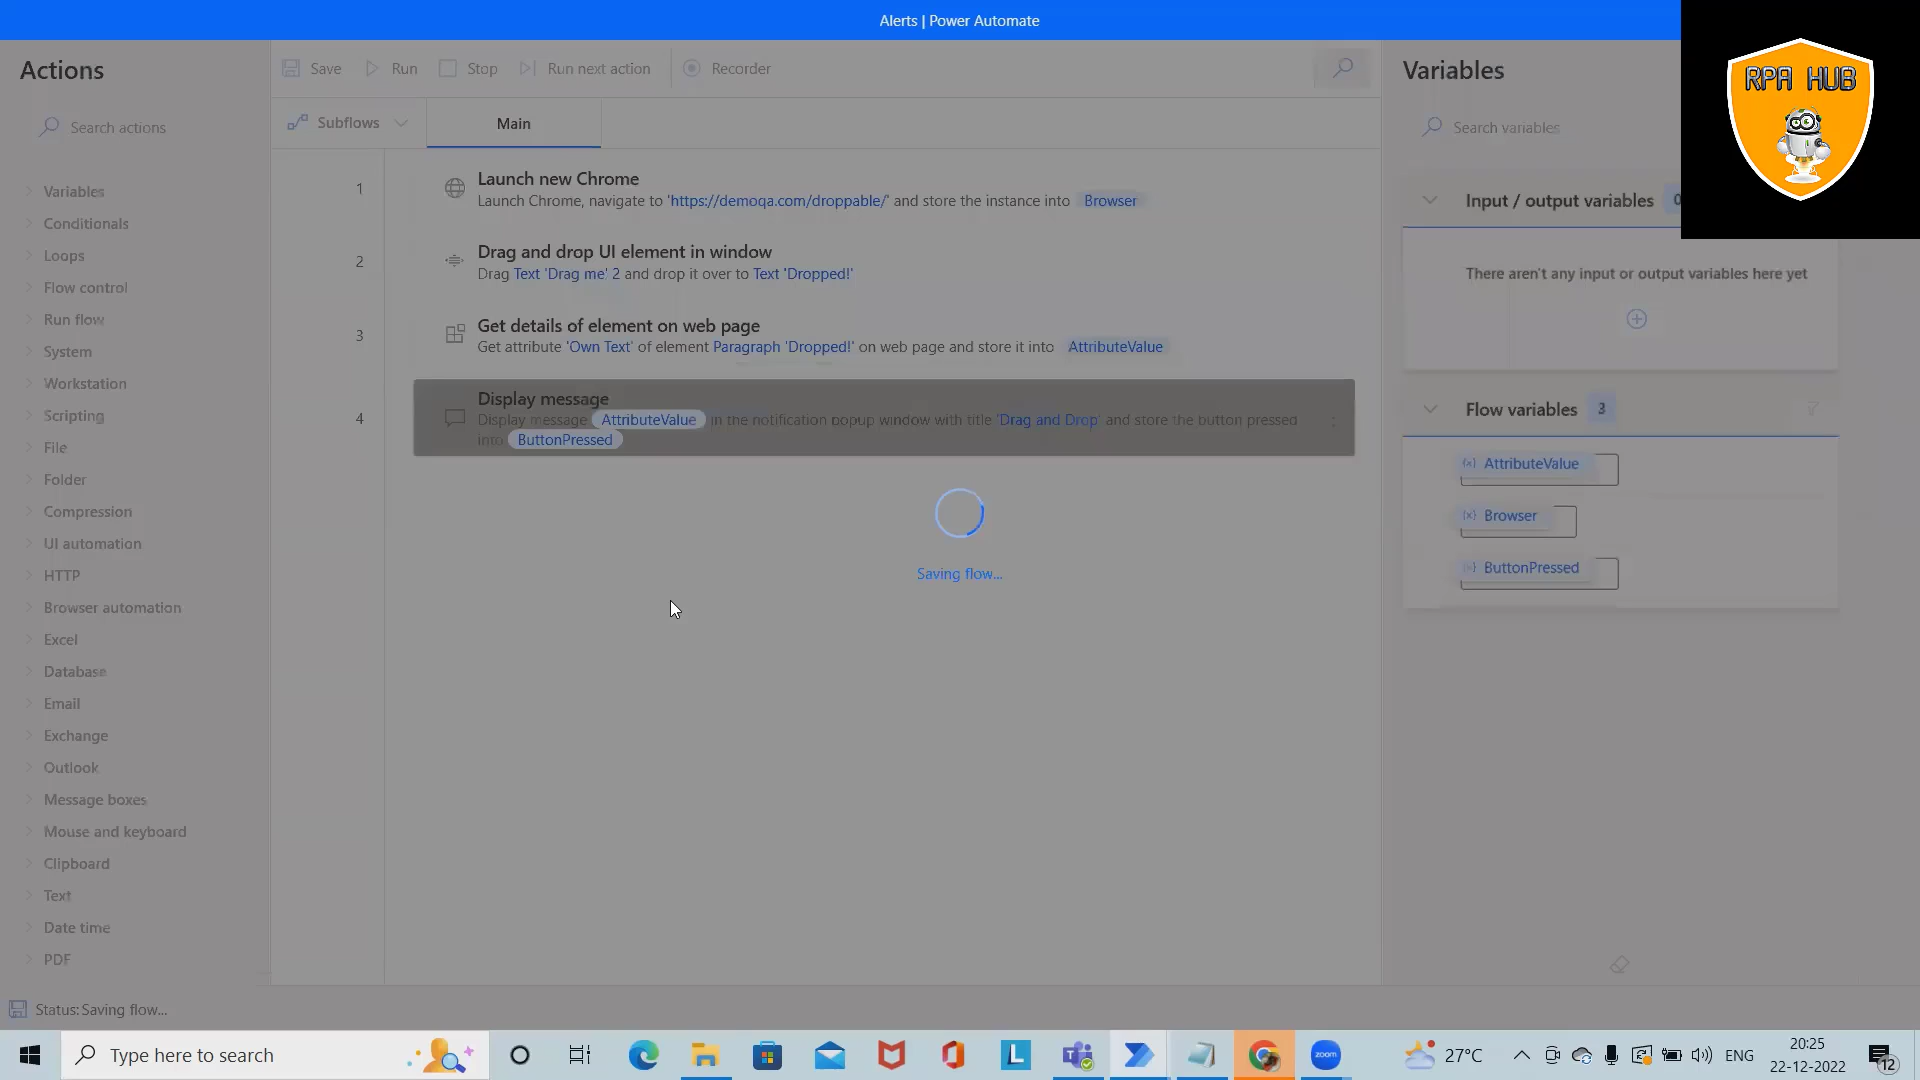 Alerts | Power Automate
RPA HUB
Actions
Search actions
Variables
Conditionals
Loops
Flow control
Run flow
System
Workstation
Scripting
File
Folder
Compression
UI automation
HTTP
Browser automation
Excel
Database
Email
Exchange
Outlook
Message boxes
Mouse and keyboard
Clipboard
Text
Date time
PDF
Save
Run
Stop
Run next action
Recorder
Subflows
Main
1
Launch new Chrome
Launch Chrome, navigate to 'https://demoqa.com/droppable/' and store the instance into Browser
2
Drag and drop UI element in window
Drag Text 'Drag me' 2 and drop it over to Text 'Dropped!'
3
Get details of element on web page
Get attribute 'Own Text' of element Paragraph 'Dropped!' on web page and store it into AttributeValue
4
Display message
Display message AttributeValue in the notification popup window with title 'Drag and Drop' and store the button pressed
into ButtonPressed
Saving flow...
Variables
Search variables
Input / output variables 0
There aren't any input or output variables here yet
Flow variables 3
{x} AttributeValue
{x} Browser
{x} ButtonPressed
Status: Saving flow...
Type here to search
L
zoom
27°C
ENG
20:25
22-12-2022
12